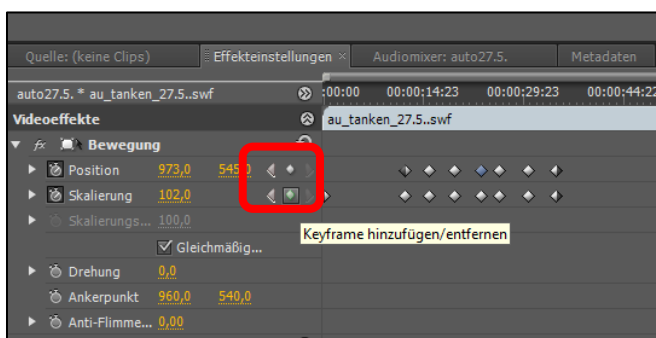 Quelle: (keine Clips) Effekteinstellungen × Audiomixer: auto27.5. Metadaten
auto27.5. * au_tanken_27.5..swf ;00:00 00:00;14:23 00:00;29:23 00:00;44:22
Videoeffekte au_tanken_27.5..swf
fx Bewegung
Position 973,0 545,0
Skalierung 102,0
Skalierungs... 100,0
Keyframe hinzufügen/entfernen
Gleichmäßig...
Drehung 0,0
Ankerpunkt 960,0 540,0
Anti-Flimme... 0,00